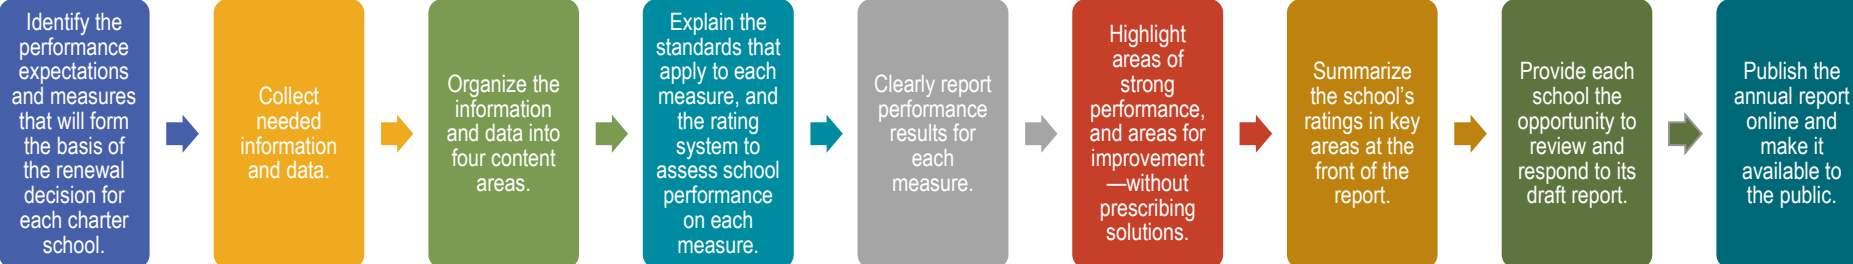 Identify the
performance
expectations
and measures
that will form
the basis of
the renewal
decision for
each charter
school.
Collect
needed
information
and data.
Organize the
information
and data into
four content
areas.
Explain the
standards that
apply to each
measure, and
the rating
system to
assess school
performance
on each
measure.
Clearly report
performance
results for
each
measure.
Highlight
areas of
strong
performance,
and areas for
improvement
—without
prescribing
solutions.
Summarize
the school’s
ratings in key
areas at the
front of the
report.
Provide each
school the
opportunity to
review and
respond to its
draft report.
Publish the
annual report
online and
make it
available to
the public.